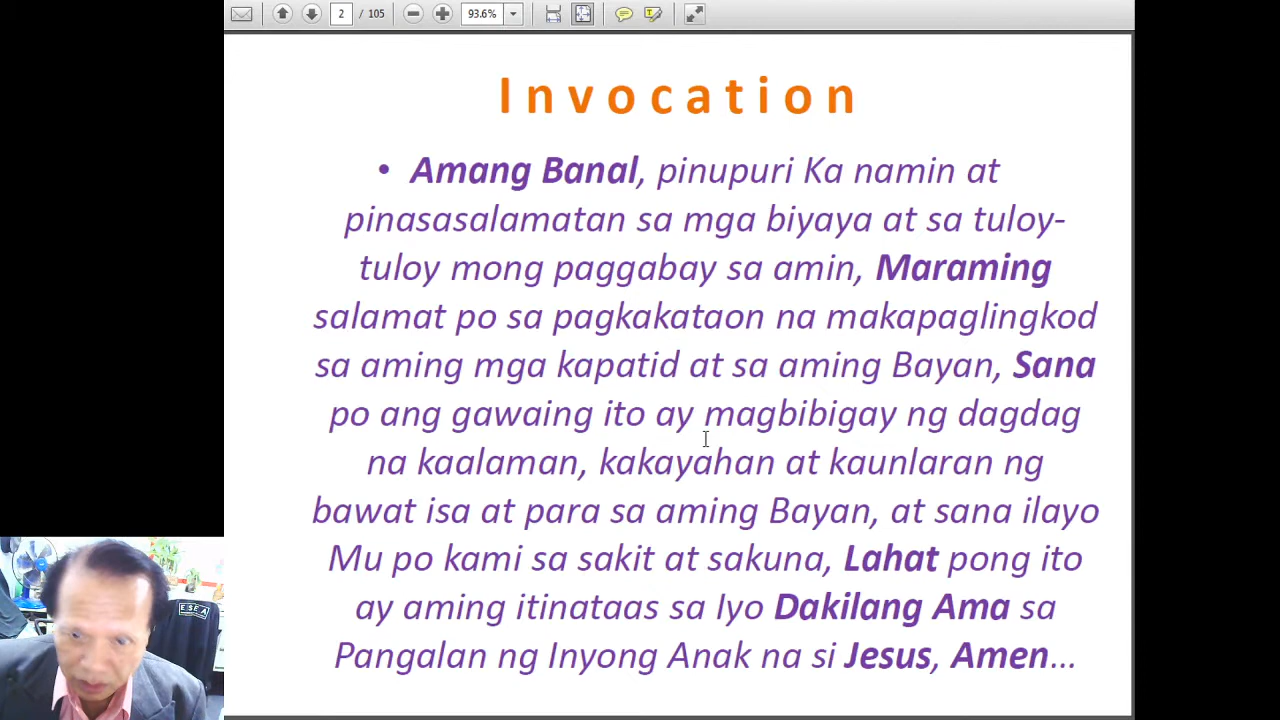 2 / 105 93.6%
Invocation
• Amang Banal, pinupuri Ka namin at
pinasasalamatan sa mga biyaya at sa tuloy-
tuloy mong paggabay sa amin, Maraming
salamat po sa pagkakataon na makapaglingkod
sa aming mga kapatid at sa aming Bayan, Sana
po ang gawaing ito ay magbibigay ng dagdag
na kaalaman, kakayahan at kaunlaran ng
bawat isa at para sa aming Bayan, at sana ilayo
Mu po kami sa sakit at sakuna, Lahat pong ito
ay aming itinataas sa Iyo Dakilang Ama sa
Pangalan ng Inyong Anak na si Jesus, Amen...
ESEA